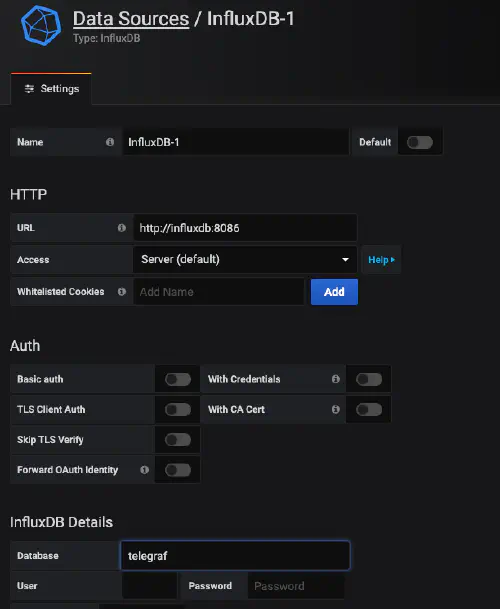 Data Sources / InfluxDB-1
Type: InfluxDB
Settings
Name InfluxDB-1 Default
HTTP
URL http://influxdb:8086
Access Server (default) Help
Whitelisted Cookies Add Name Add
Auth
Basic auth With Credentials
TLS Client Auth With CA Cert
Skip TLS Verify
Forward OAuth Identity
InfluxDB Details
Database telegraf
User Password Password